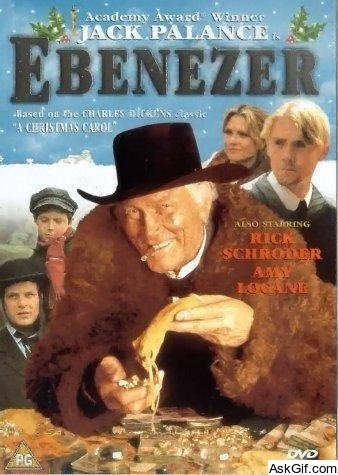 Academy Award® Winner
JACK PALANCE is
EBENEZER
BASED ON THE CHARLES DICKENS CLASSIC
"A CHRISTMAS CAROL"
ALSO STARRING
RICK
SCHRODER
AMY
LOCANE
PG
DVD
AskGif.com